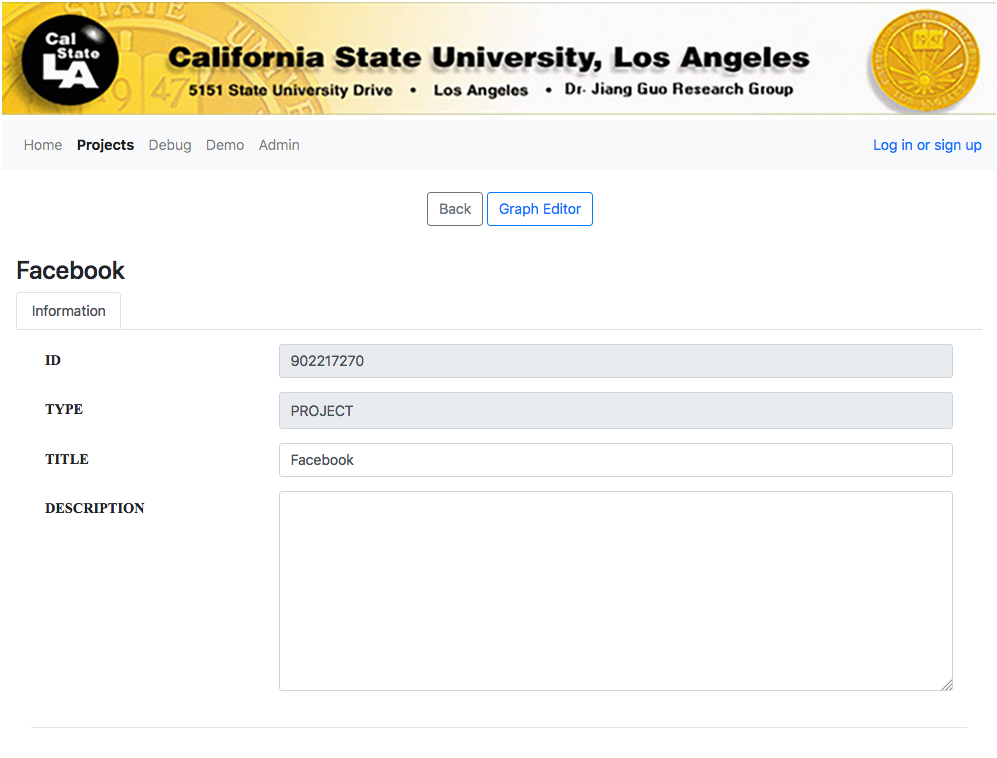 Cal
State
LA
California State University, Los Angeles
5151 State University Drive • Los Angeles • Dr. Jiang Guo Research Group
1947
Home Projects Debug Demo Admin Log in or sign up
Back Graph Editor
Facebook
Information
ID 902217270
TYPE PROJECT
TITLE Facebook
DESCRIPTION